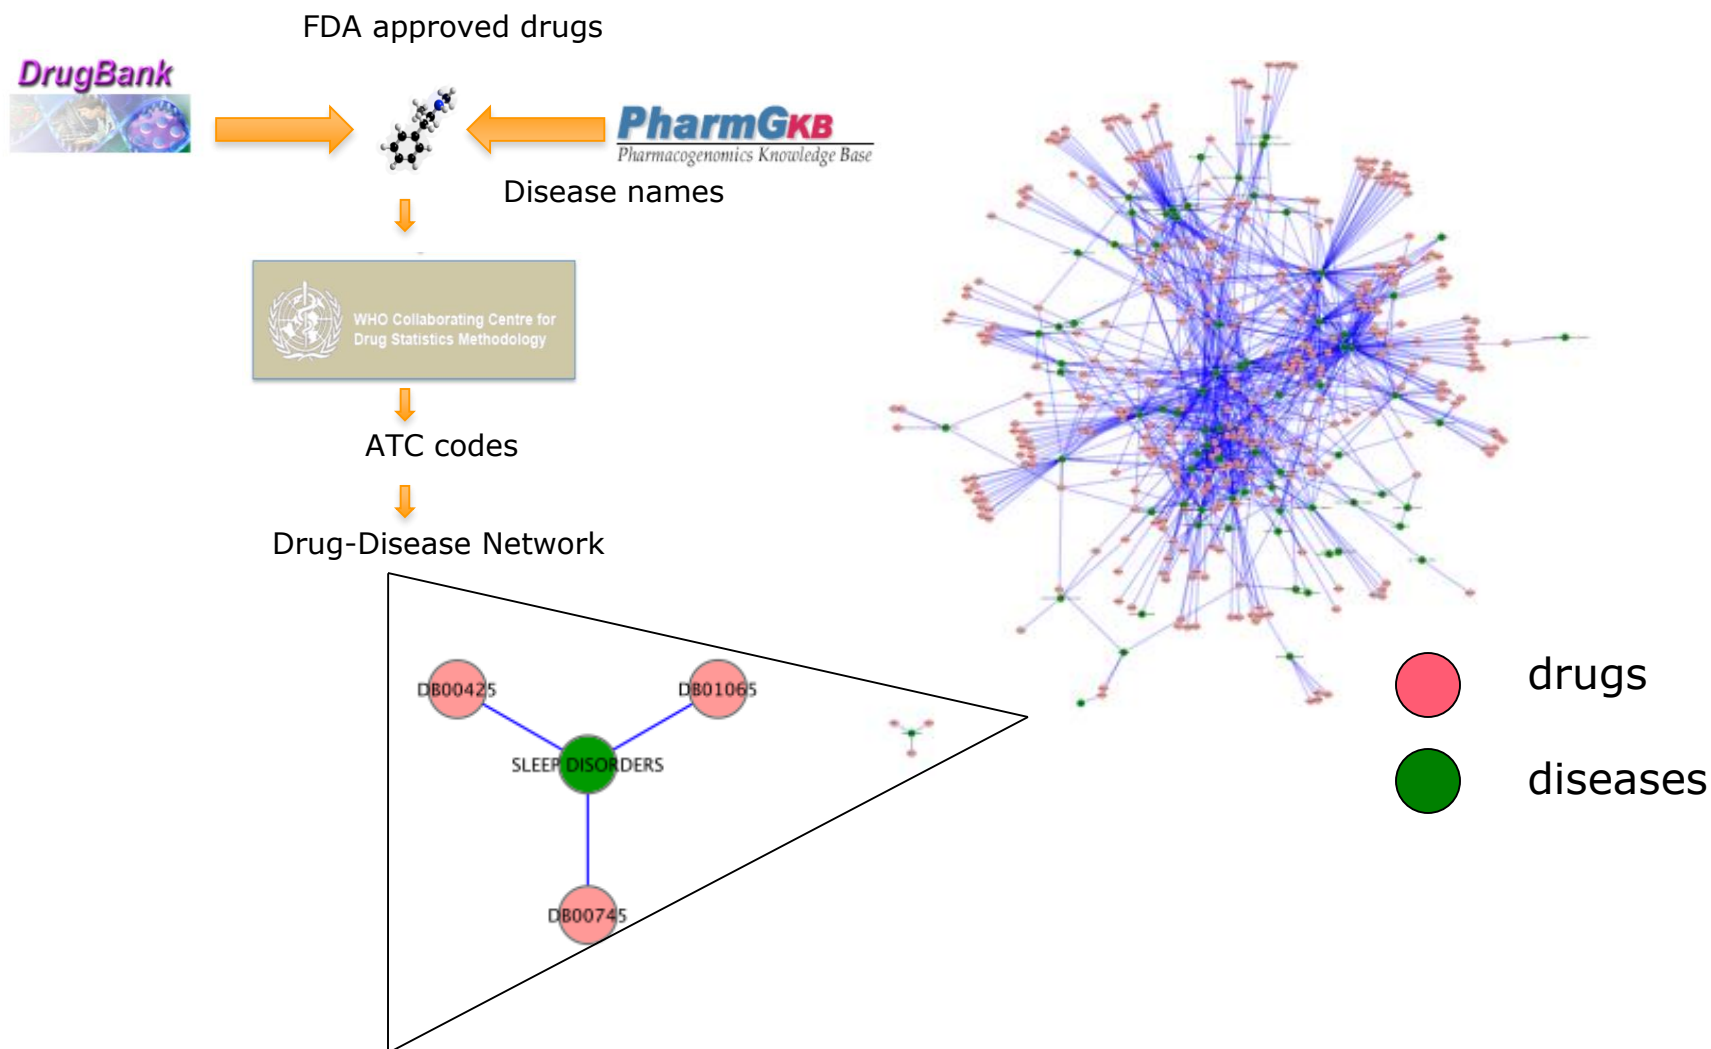 FDA approved drugs
DrugBank
PharmGKB
Pharmacogenomics Knowledge Base
Disease names
WHO Collaborating Centre for
Drug Statistics Methodology
ATC codes
Drug-Disease Network
DB00425
DB01065
SLEEP DISORDERS
DB00745
drugs
diseases